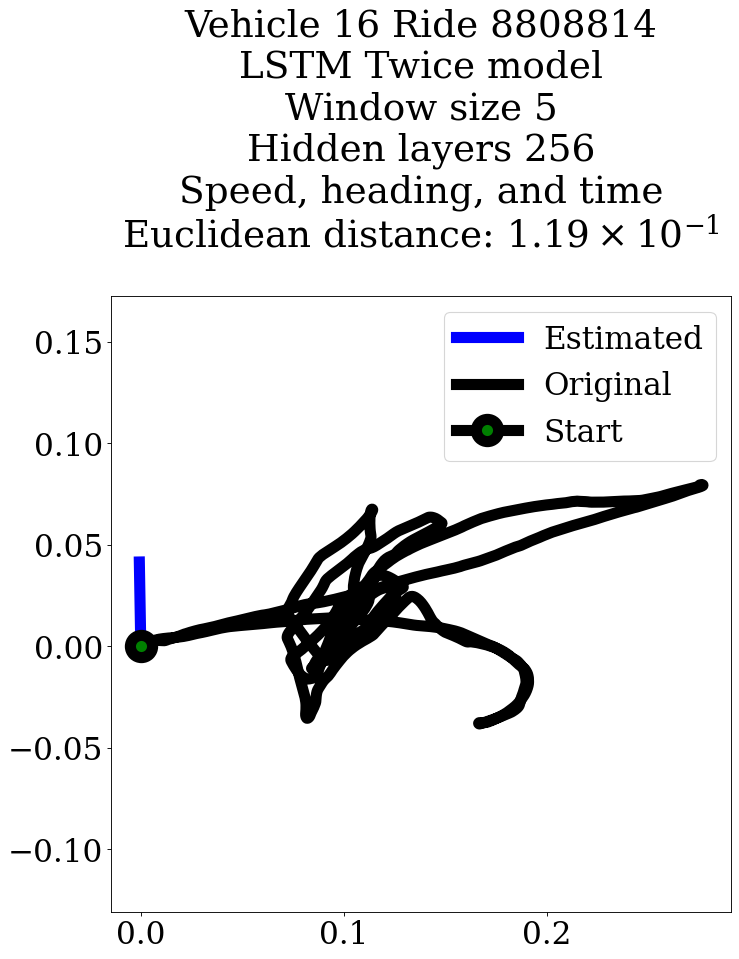 Vehicle 16 Ride 8808814
LSTM Twice model
Window size 5
Hidden layers 256
Speed, heading, and time
Euclidean distance: 1.19 × 10⁻¹
Estimated
Original
Start
0.15
0.10
0.05
0.00
−0.05
−0.10
0.0 0.1 0.2